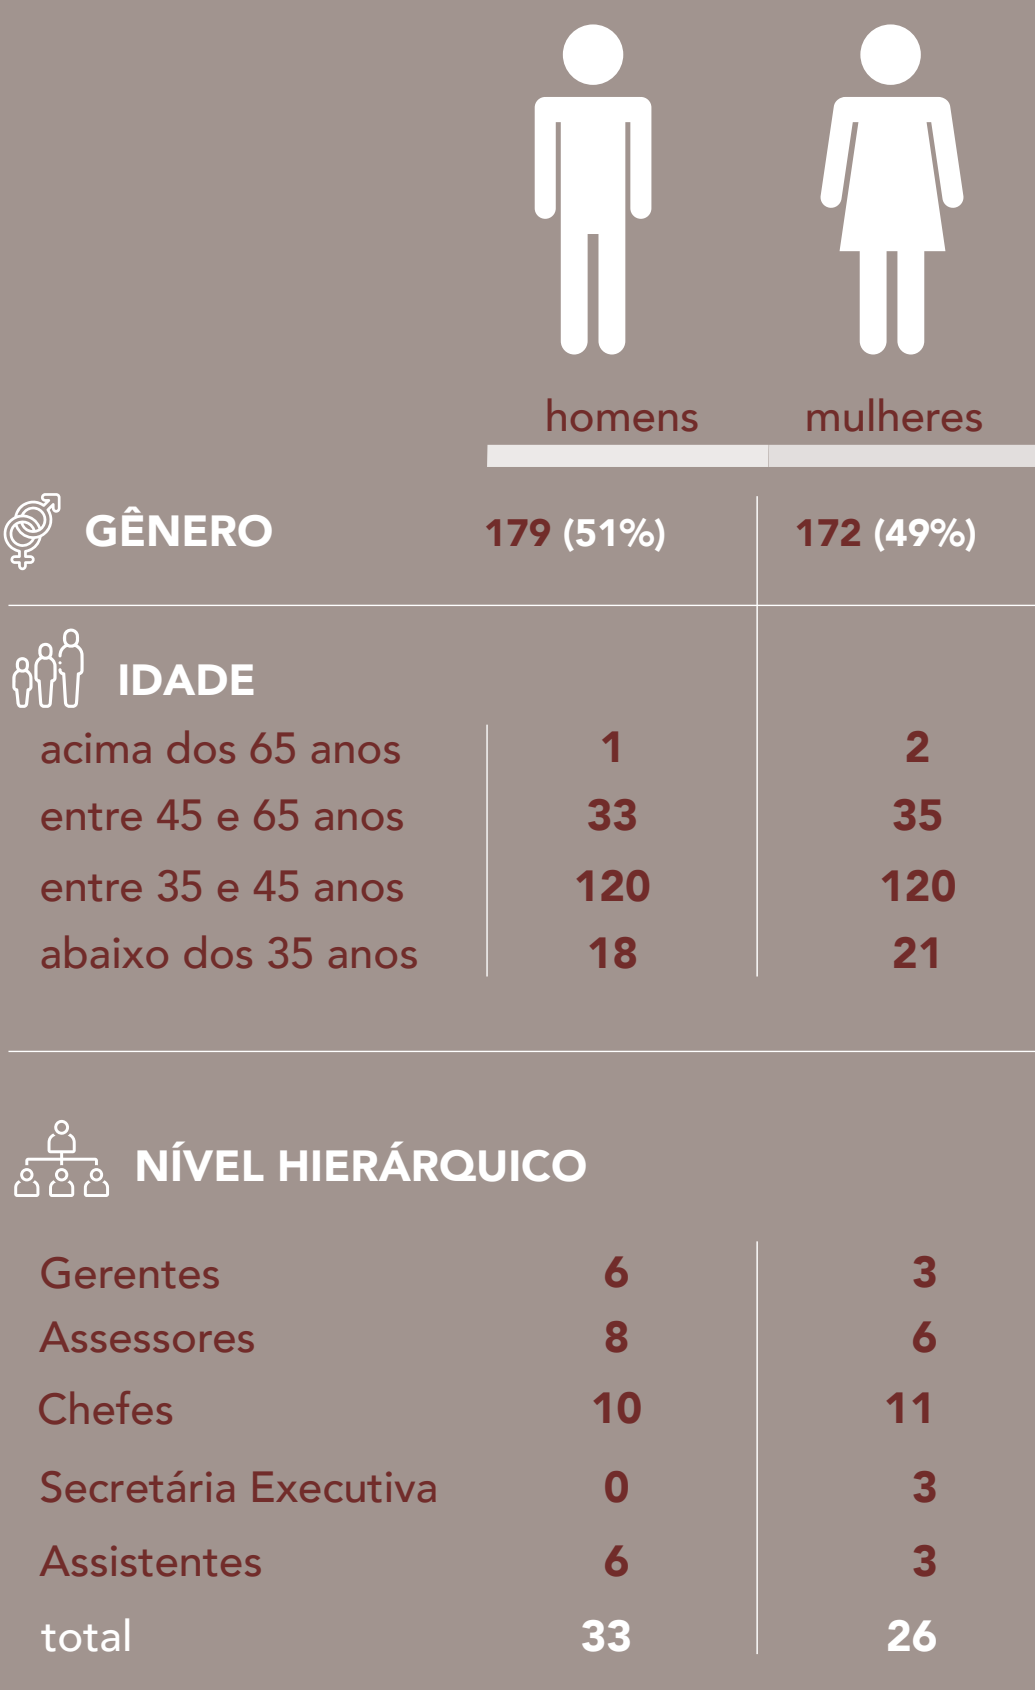 homens mulheres
GÊNERO 179 (51%) 172 (49%)
IDADE
acima dos 65 anos 1 2
entre 45 e 65 anos 33 35
entre 35 e 45 anos 120 120
abaixo dos 35 anos 18 21
NÍVEL HIERÁRQUICO
Gerentes 6 3
Assessores 8 6
Chefes 10 11
Secretária Executiva 0 3
Assistentes 6 3
total 33 26